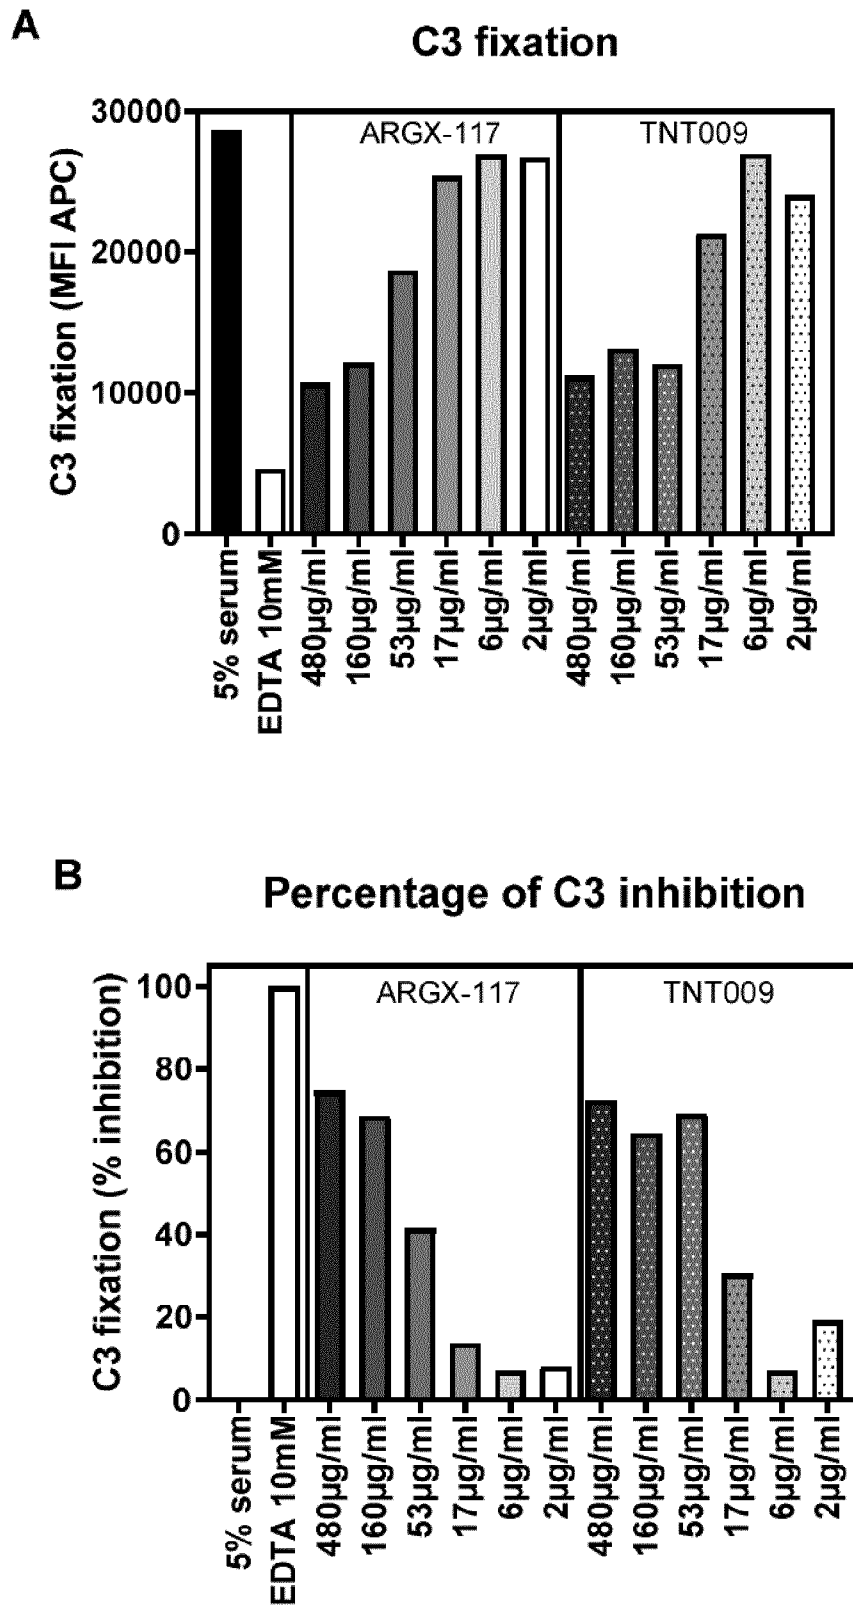 A
C3 fixation
C3 fixation (MFI APC)
30000
20000
10000
0
ARGX-117
TNT009
5% serum
EDTA 10mM
480µg/ml
160µg/ml
53µg/ml
17µg/ml
6µg/ml
2µg/ml
480µg/ml
160µg/ml
53µg/ml
17µg/ml
6µg/ml
2µg/ml
B
Percentage of C3 inhibition
C3 fixation (% inhibition)
100
80
60
40
20
0
ARGX-117
TNT009
5% serum
EDTA 10mM
480µg/ml
160µg/ml
53µg/ml
17µg/ml
6µg/ml
2µg/ml
480µg/ml
160µg/ml
53µg/ml
17µg/ml
6µg/ml
2µg/ml